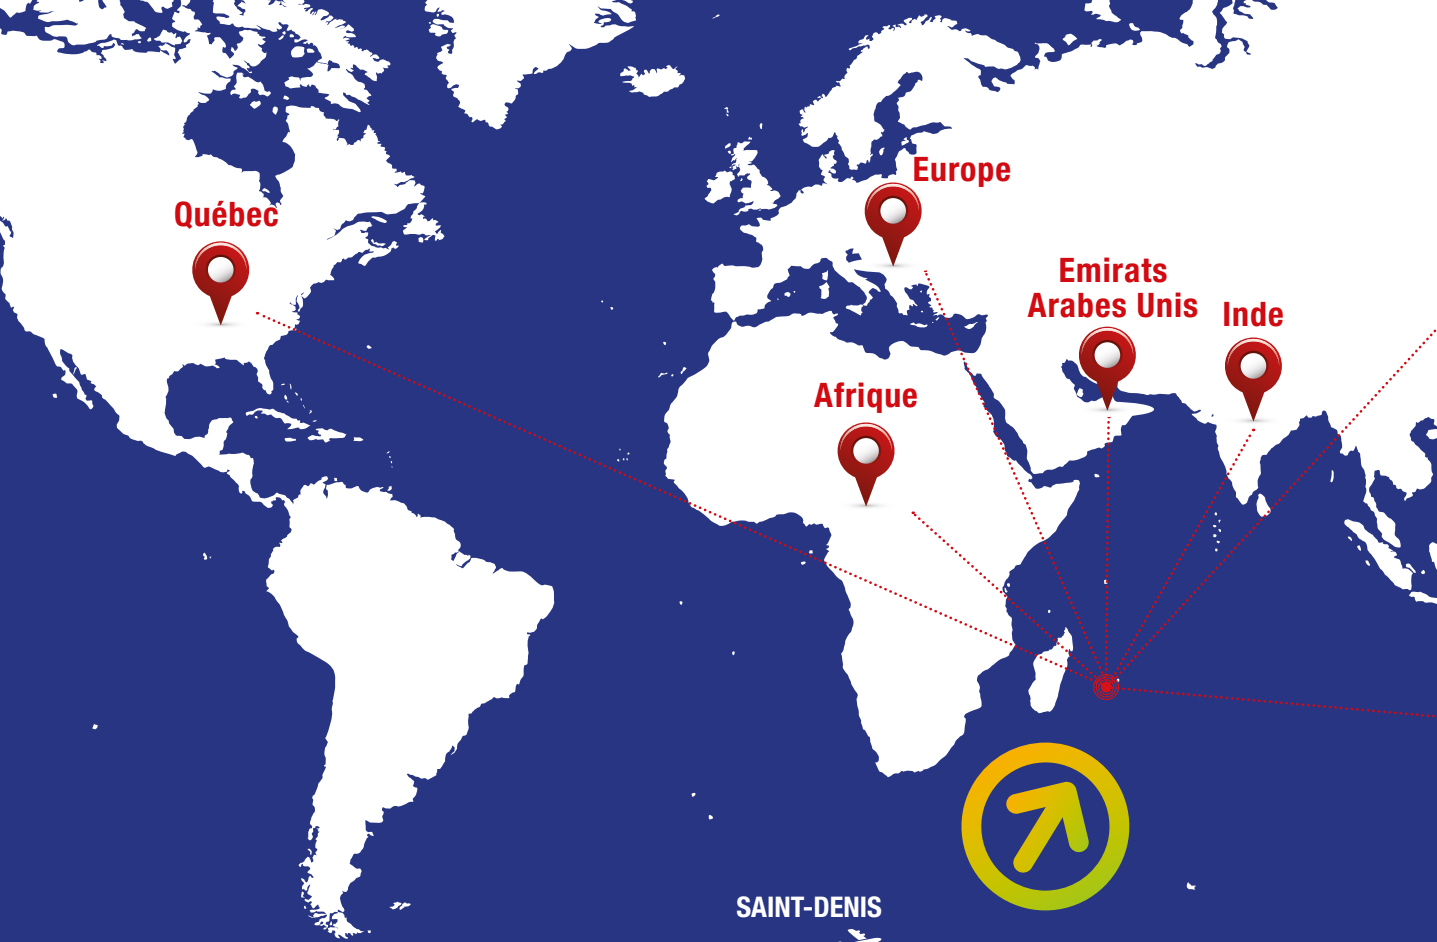 Europe
Québec
Emirats
Arabes Unis
Inde
Afrique
SAINT-DENIS